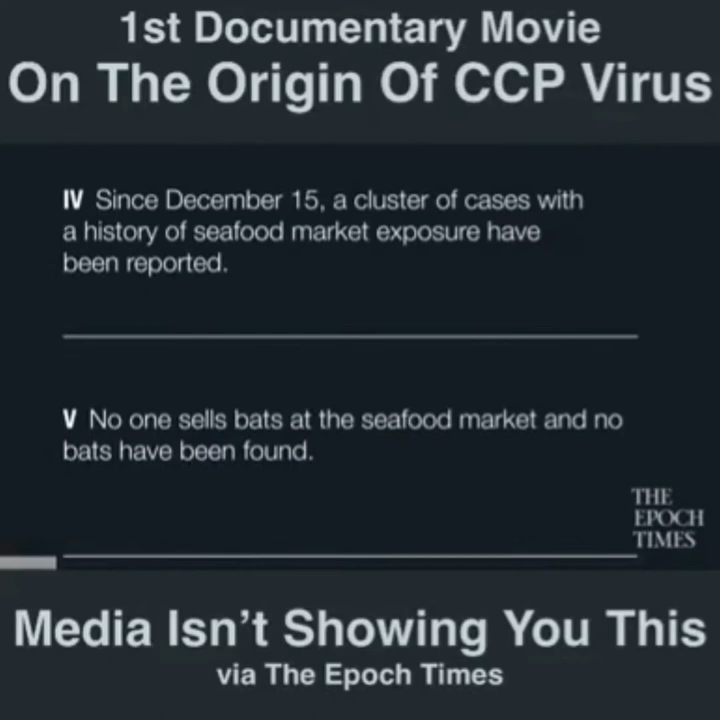 1st Documentary Movie
On The Origin Of CCP Virus
IV Since December 15, a cluster of cases with
a history of seafood market exposure have
been reported.
V No one sells bats at the seafood market and no
bats have been found.
THE
EPOCH
TIMES
Media Isn't Showing You This
via The Epoch Times